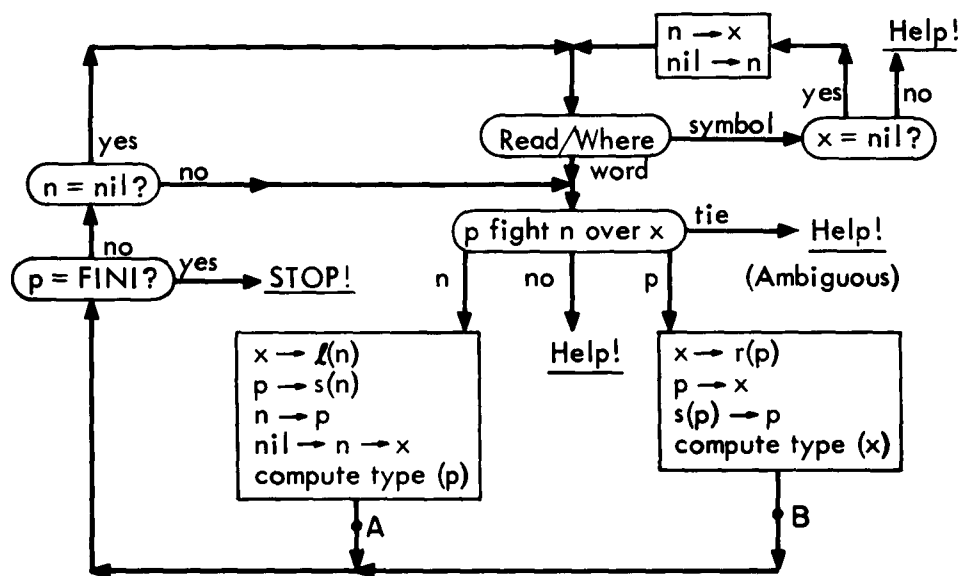 Help!
n → x
nil → n
yes
no
Read/Where
symbol
x = nil?
yes
word
n = nil?
no
p fight n over x
tie
Help!
(Ambiguous)
no
p = FINI?
yes
STOP!
n
no
p
Help!
x → ℓ(n)
p → s(n)
n → p
nil → n → x
compute type (p)
x → r(p)
p → x
s(p) → p
compute type (x)
A
B